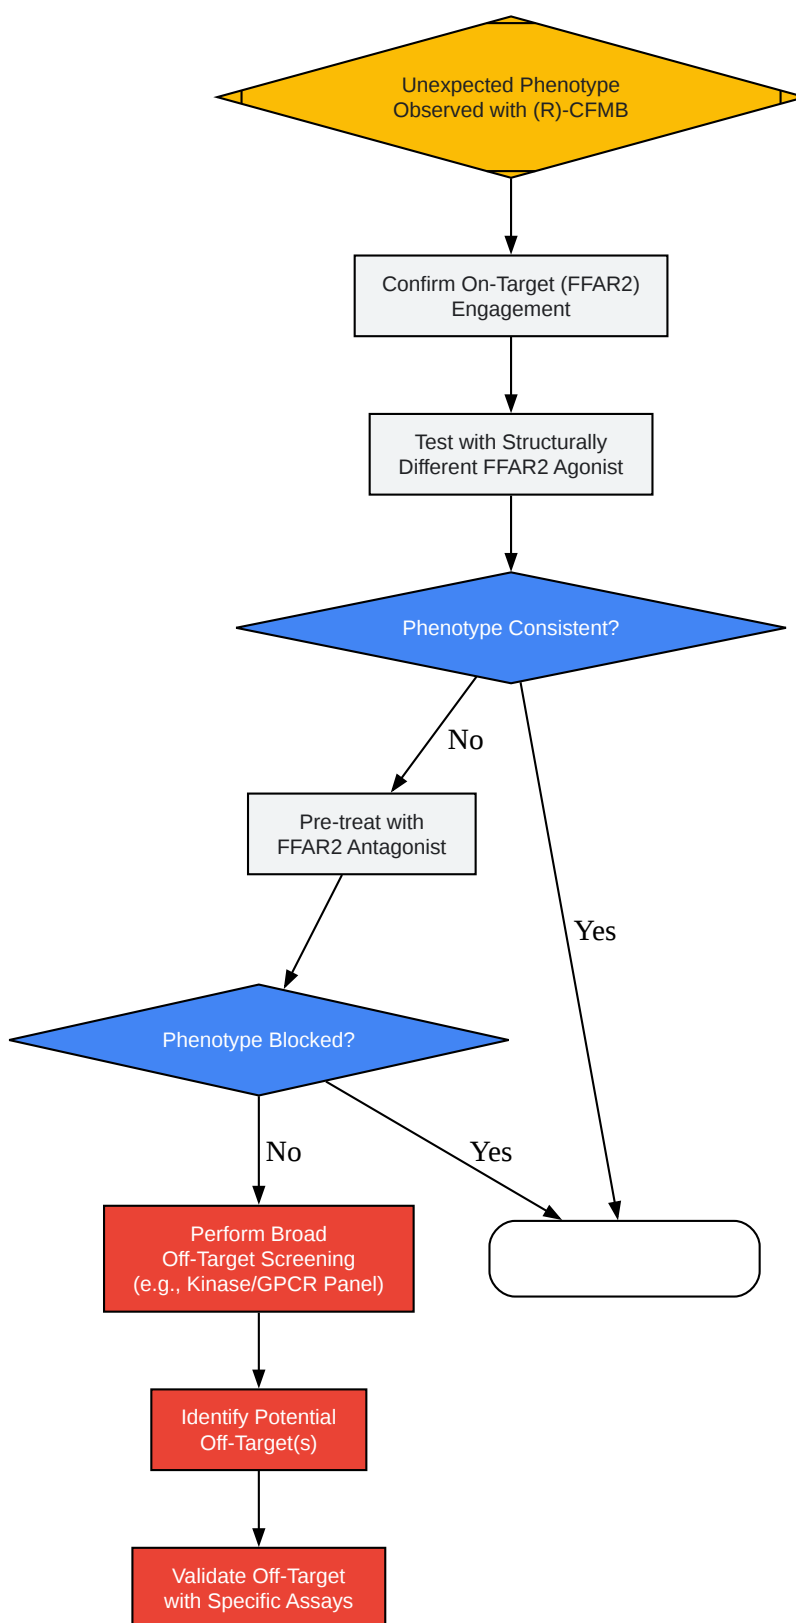 Unexpected Phenotype
Observed with (R)-CFMB
Confirm On-Target (FFAR2)
Engagement
Test with Structurally
Different FFAR2 Agonist
Phenotype Consistent?
No
Pre-treat with
FFAR2 Antagonist
Yes
Phenotype Blocked?
No
Yes
Perform Broad
Off-Target Screening
(e.g., Kinase/GPCR Panel)
Identify Potential
Off-Target(s)
Validate Off-Target
with Specific Assays